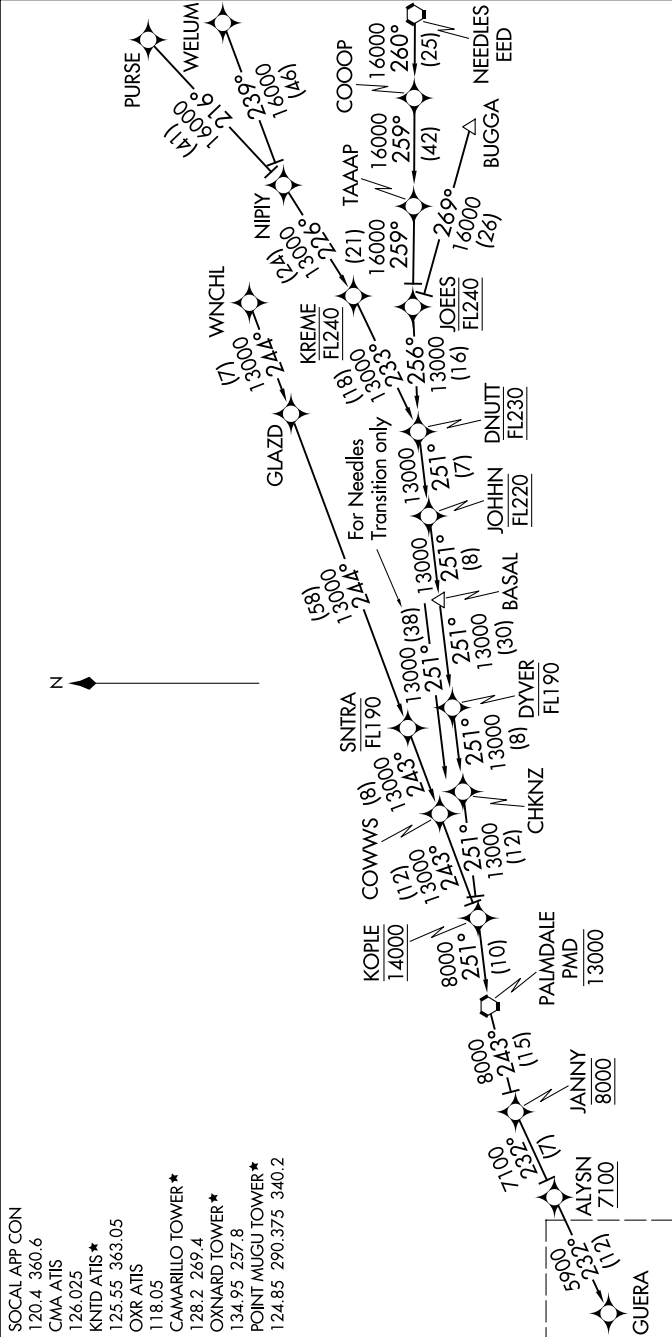 SOCAL APP CON
120.4 360.6
CMA ATIS
126.025
KNTD ATIS★
125.55 363.05
OXR ATIS
118.05
CAMARILLO TOWER★
128.2 269.4
OXNARD TOWER★
134.95 257.8
POINT MUGU TOWER★
124.85 290.375 340.2
N
PURSE
(41)
16000
216°
WELUM
239°
16000
(46)
NIPIY
(24)
13000
226°
KREME
FL240
(18)
13000
233°
NEEDLES
EED
16000
260°
(25)
COOOP
16000
259°
(42)
TAAAP
(21)
16000
259°
BUGGA
269°
16000
(26)
JOEES
FL240
256°
13000
(16)
DNUTT
FL230
13000
251°
(7)
JOHHN
FL220
13000
251°
(8)
BASAL
251°
13000
(30)
For Needles
Transition only
13000 (38)
251°
DYVER
FL190
251°
13000
(8)
CHKNZ
251°
13000
(12)
WNCHL
(7)
13000
244°
GLAZD
(58)
13000
244°
SNTRA
FL190
(8)
13000
243°
COWWS
(12)
13000
243°
KOPLE
14000
8000
251°
(10)
PALMDALE
PMD
13000
8000
243°
(15)
JANNY
8000
7100
232°
(7)
ALYSN
7100
5900
232°
(12)
GUERA